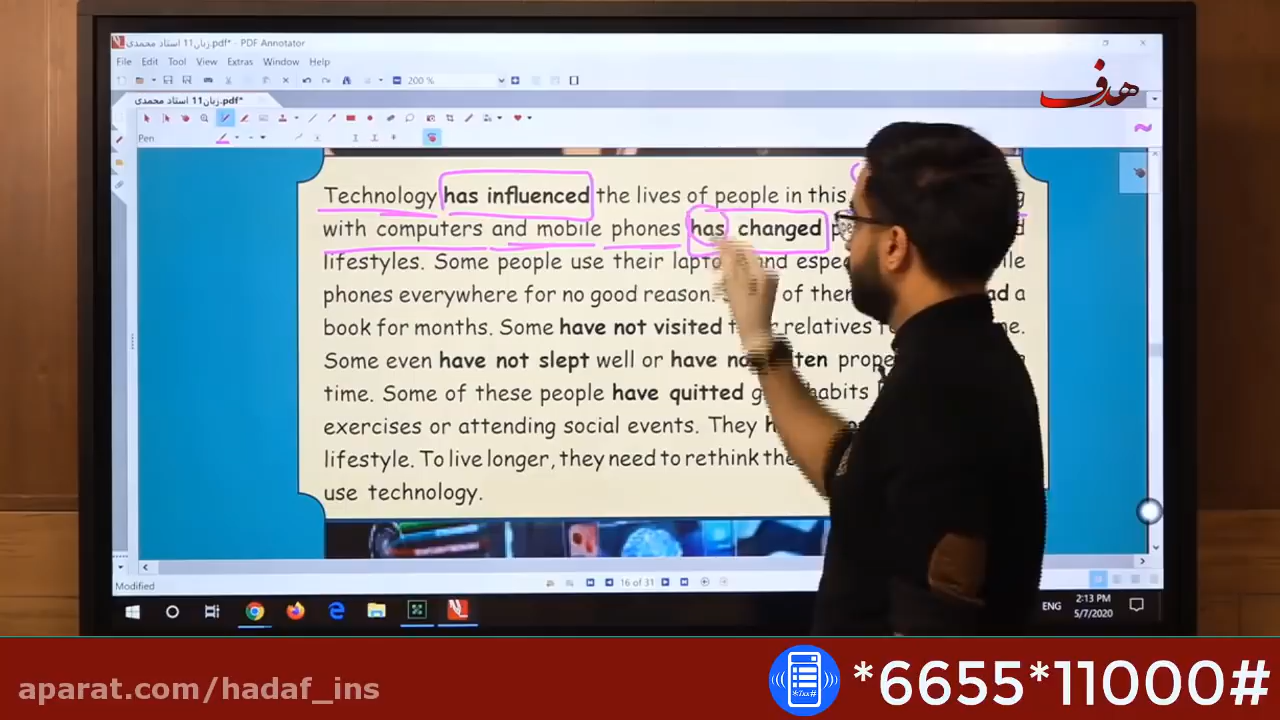 زبان11 استاد محمدی.pdf* - PDF Annotator
File Edit Tool View Extras Window Help
200 %
هدف
زبان11 استاد محمدی.pdf*
Pen
Technology has influenced the lives of people in this
with computers and mobile phones has changed
lifestyles. Some people use their and
phones everywhere for no good reason. of a
book for months. Some have not visited relatives
Some even have not slept well or have
time. Some of these people have quitted habits
exercises or attending social events. They
lifestyle. To live longer, they need to rethink
use technology.
Modified
16 of 31
ENG
2:13 PM
5/7/2020
aparat.com/hadaf_ins
*6655*11000#